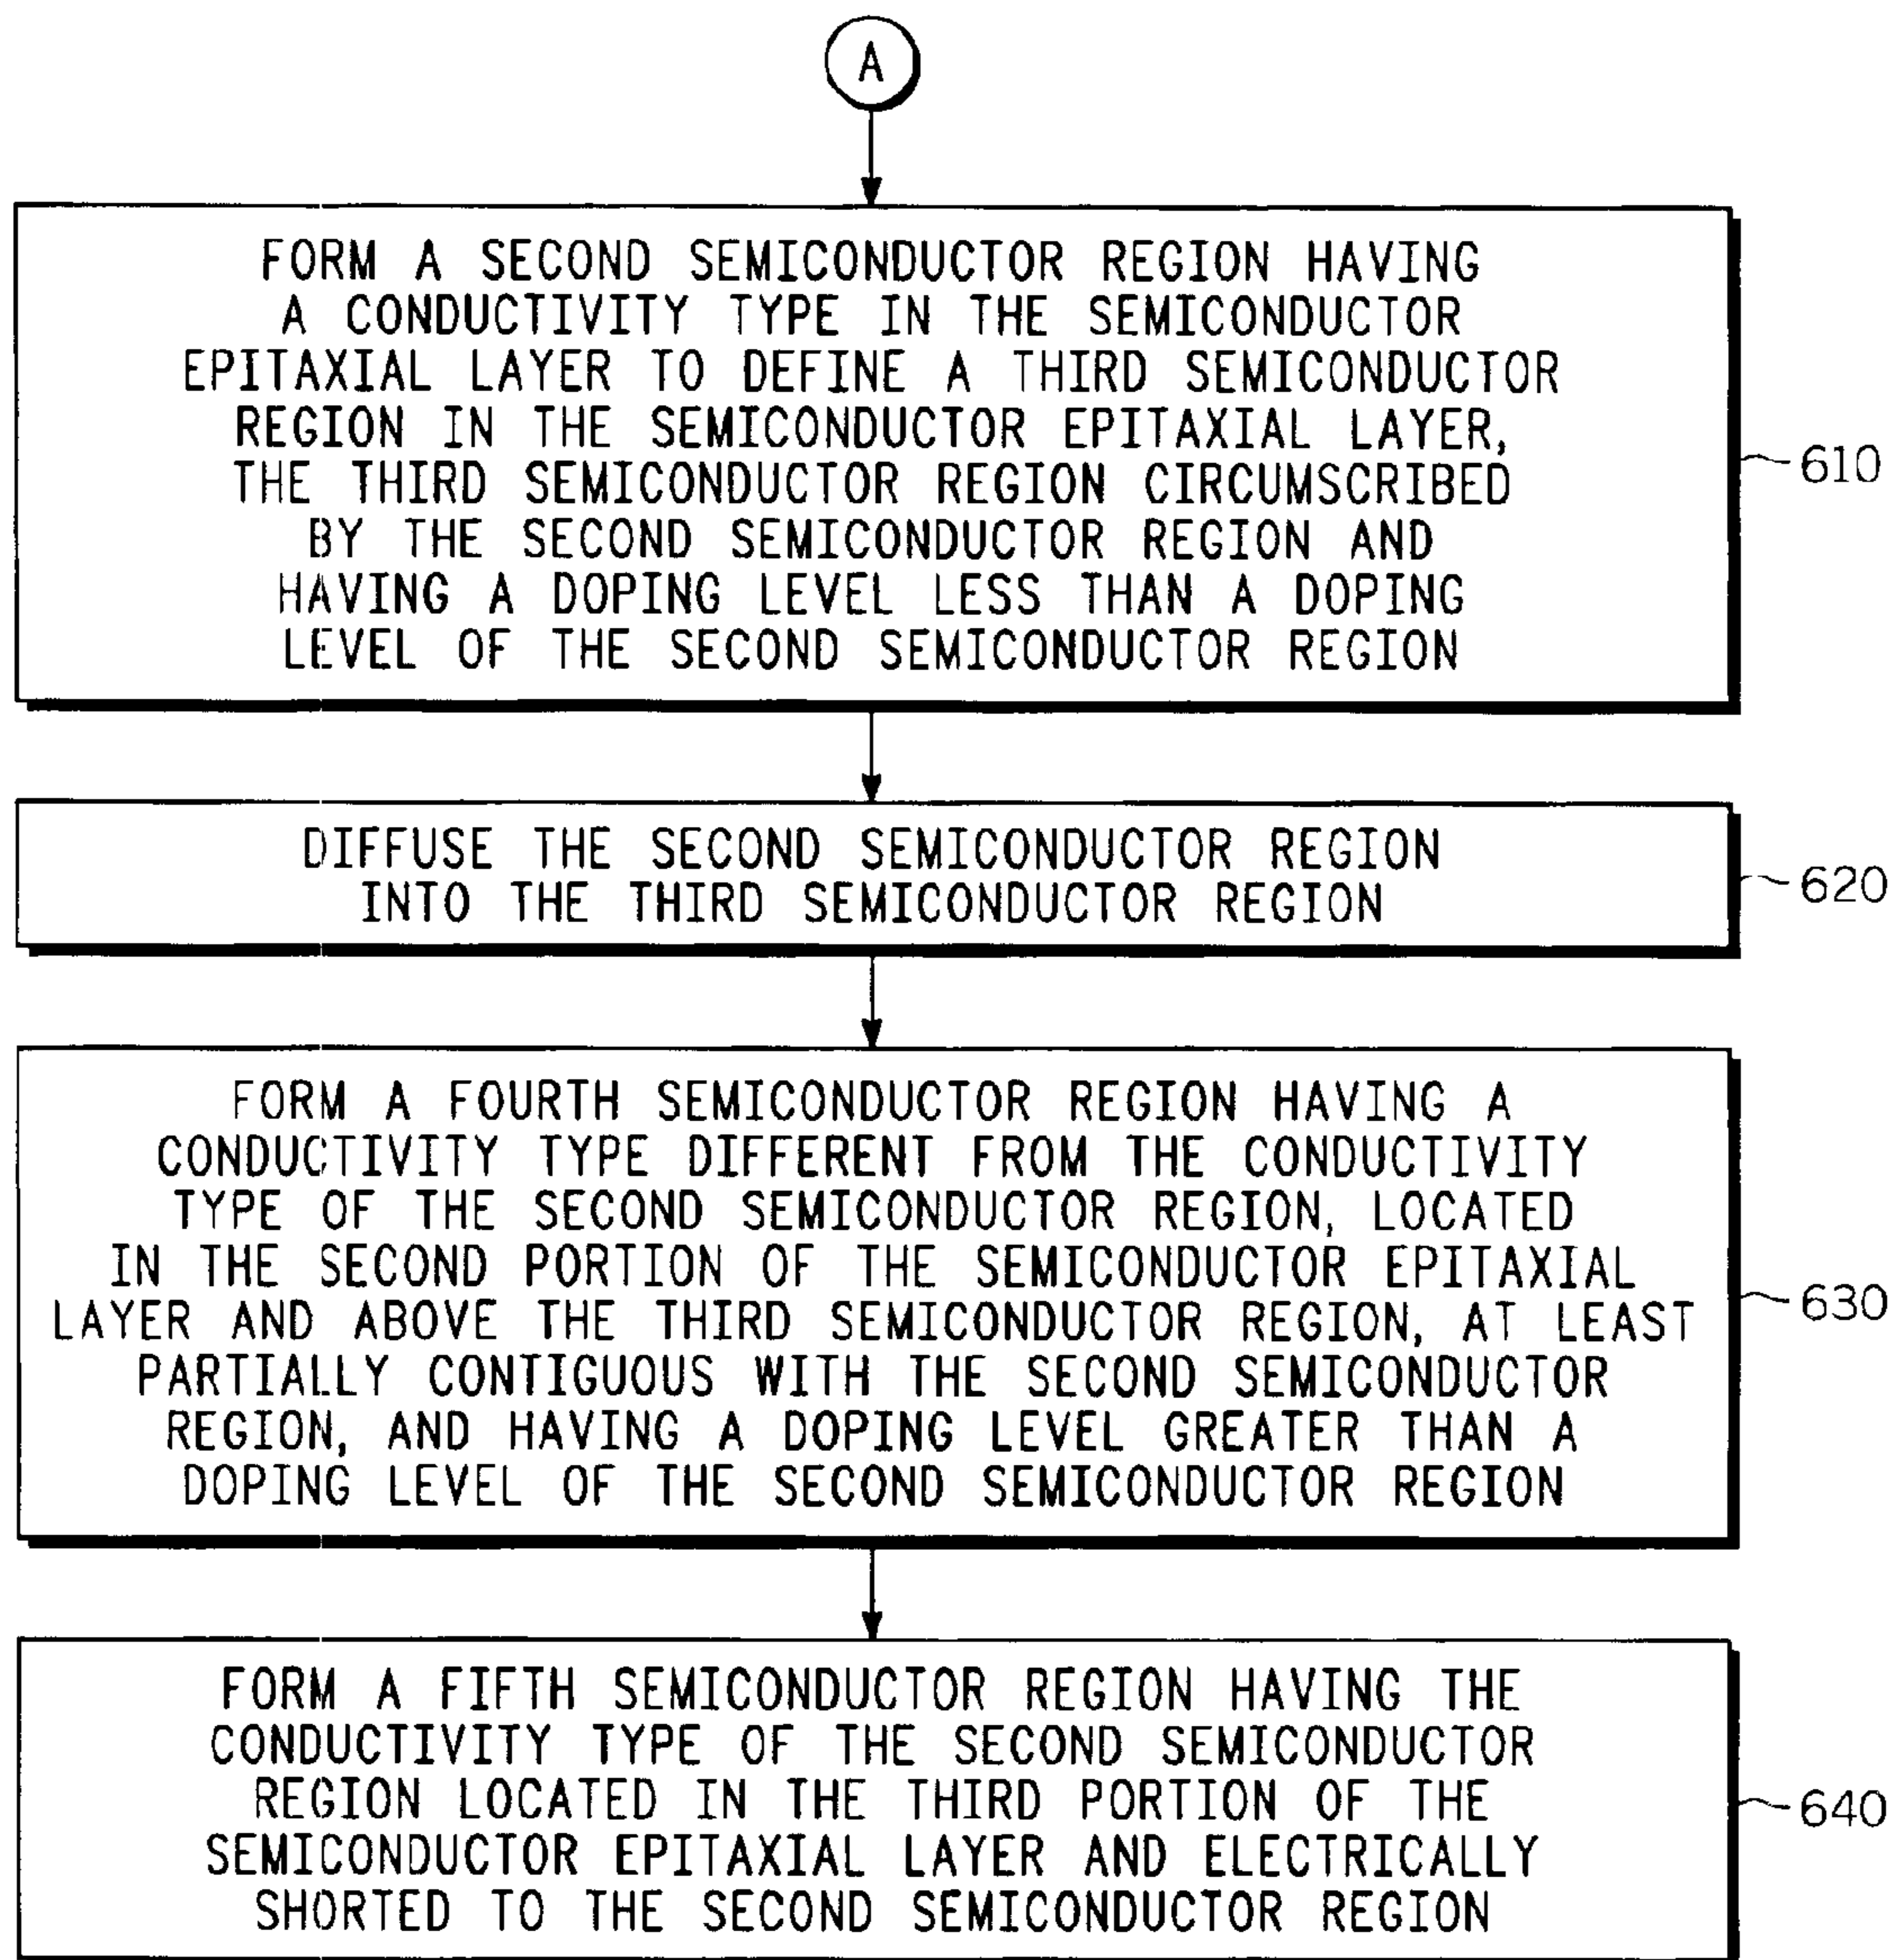 A
FORM A SECOND SEMICONDUCTOR REGION HAVING
A CONDUCTIVITY TYPE IN THE SEMICONDUCTOR
EPITAXIAL LAYER TO DEFINE A THIRD SEMICONDUCTOR
REGION IN THE SEMICONDUCTOR EPITAXIAL LAYER,
THE THIRD SEMICONDUCTOR REGION CIRCUMSCRIBED
BY THE SECOND SEMICONDUCTOR REGION AND
HAVING A DOPING LEVEL LESS THAN A DOPING
LEVEL OF THE SECOND SEMICONDUCTOR REGION
610
DIFFUSE THE SECOND SEMICONDUCTOR REGION
INTO THE THIRD SEMICONDUCTOR REGION
620
FORM A FOURTH SEMICONDUCTOR REGION HAVING A
CONDUCTIVITY TYPE DIFFERENT FROM THE CONDUCTIVITY
TYPE OF THE SECOND SEMICONDUCTOR REGION, LOCATED
IN THE SECOND PORTION OF THE SEMICONDUCTOR EPITAXIAL
LAYER AND ABOVE THE THIRD SEMICONDUCTOR REGION, AT LEAST
PARTIALLY CONTIGUOUS WITH THE SECOND SEMICONDUCTOR
REGION, AND HAVING A DOPING LEVEL GREATER THAN A
DOPING LEVEL OF THE SECOND SEMICONDUCTOR REGION
630
FORM A FIFTH SEMICONDUCTOR REGION HAVING THE
CONDUCTIVITY TYPE OF THE SECOND SEMICONDUCTOR
REGION LOCATED IN THE THIRD PORTION OF THE
SEMICONDUCTOR EPITAXIAL LAYER AND ELECTRICALLY
SHORTED TO THE SECOND SEMICONDUCTOR REGION
640